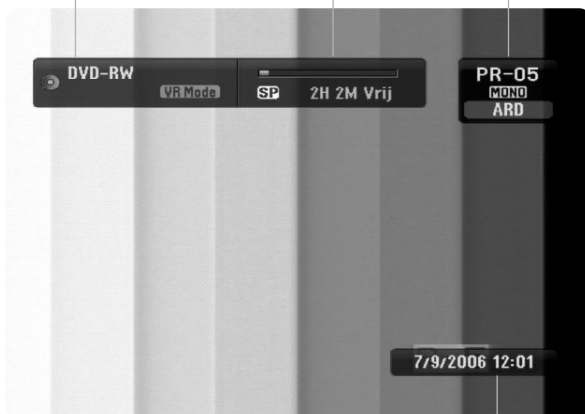 DVD-RW
VR Mode
SP 2H 2M Vrij
PR-05
MONO
ARD
7/9/2006 12:01